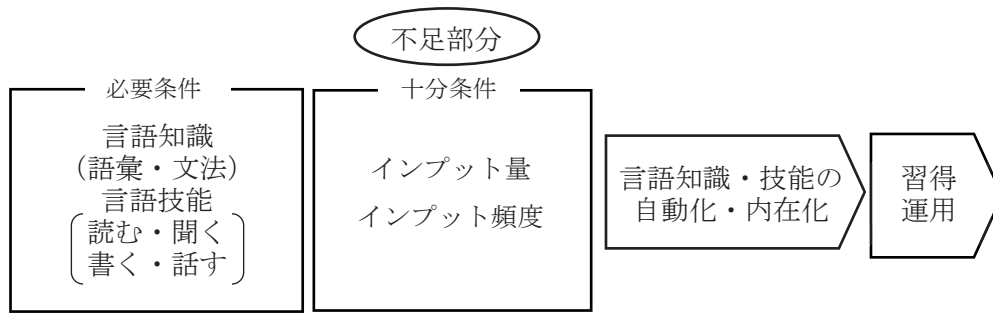 不足部分
必要条件
言語知識
(語彙・文法)
言語技能
読む・聞く
書く・話す
十分条件
インプット量
インプット頻度
言語知識・技能の
自動化・内在化
習得
運用